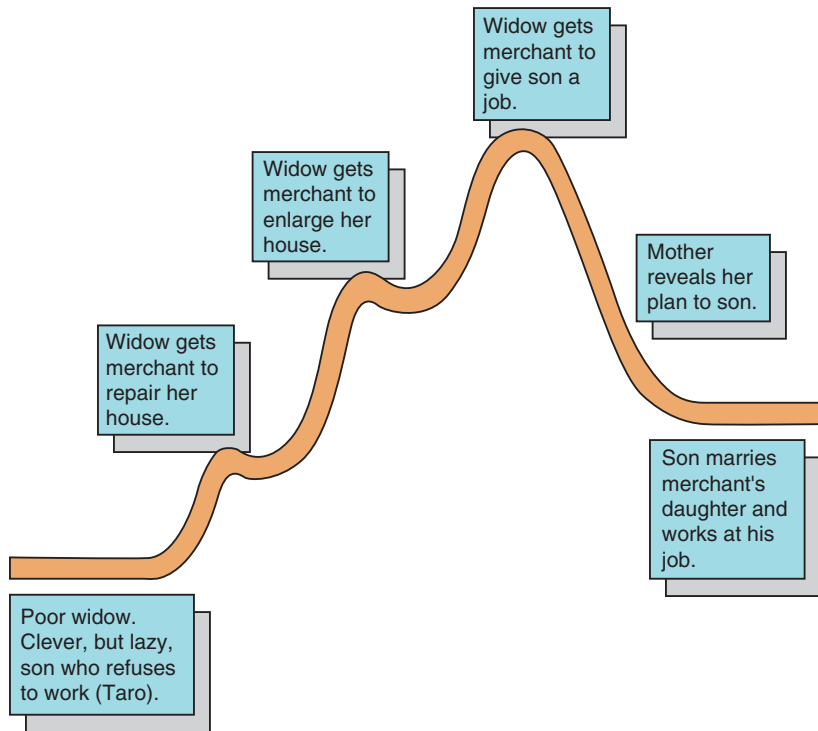 Poor widow.
Clever, but lazy,
son who refuses
to work (Taro).
Widow gets
merchant to
repair her
house.
Widow gets
merchant to
enlarge her
house.
Widow gets
merchant to
give son a
job.
Mother
reveals her
plan to son.
Son marries
merchant's
daughter and
works at his
job.